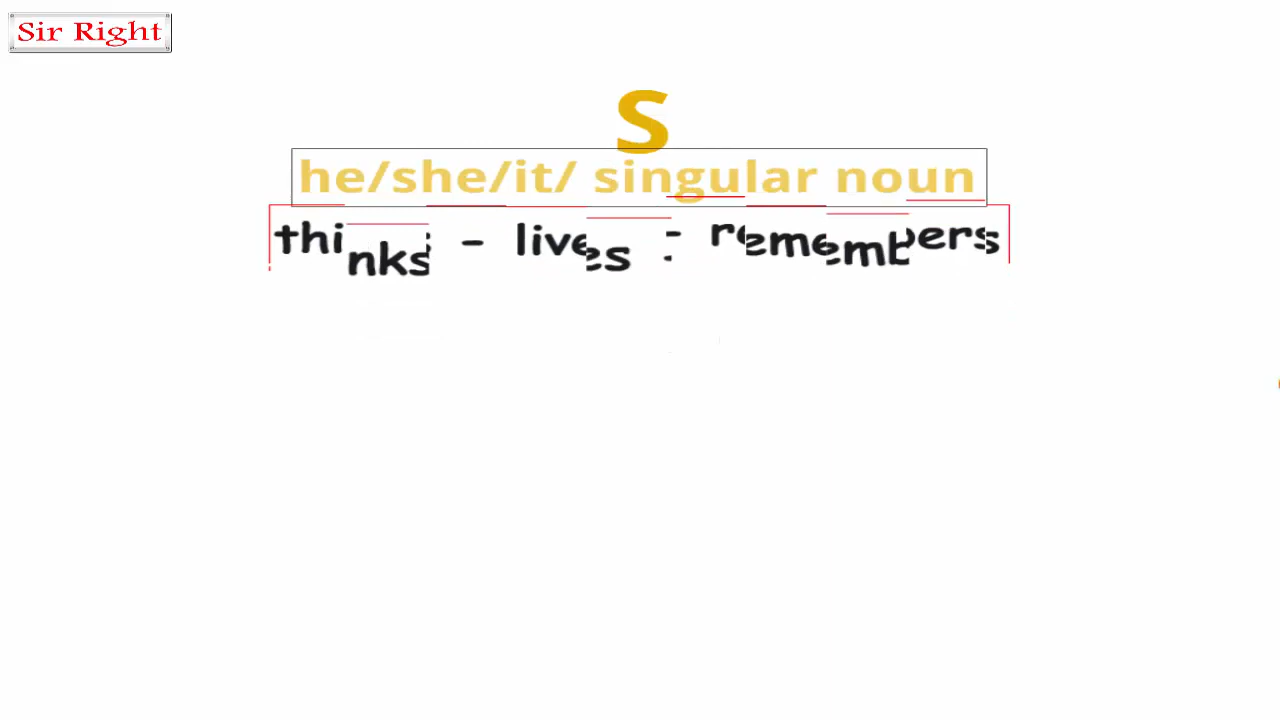 Sir Right
s
he/she/it/ singular noun
thinks - lives - remembers